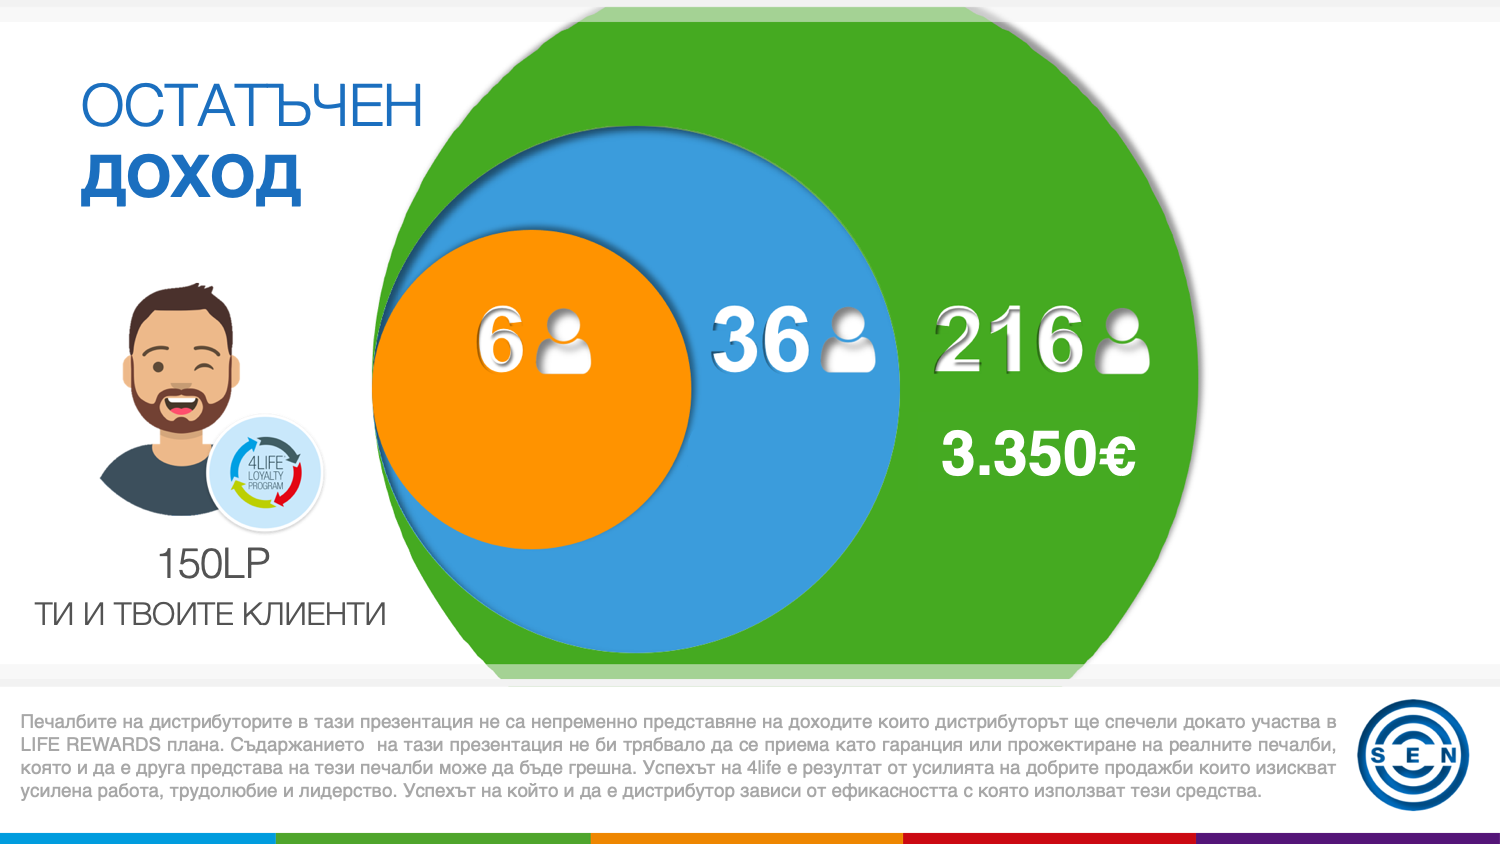 ОСТАТЪЧЕН
ДОХОД
6
36
216
3.350€
4LIFE
LOYALTY
PROGRAM
150LP
ТИ И ТВОИТЕ КЛИЕНТИ
Печалбите на дистрибуторите в тази презентация не са непременно представяне на доходите които дистрибуторът ще спечели докато участва в
LIFE REWARDS плана. Съдаржанието  на тази презентация не би трябвало да се приема като гаранция или прожектиране на реалните печалби,
която и да е друга представа на тези печалби може да бъде грешна. Успехът на 4life е резултат от усилията на добрите продажби които изискват
усилена работа, трудолюбие и лидерство. Успехът на който и да е дистрибутор зависи от ефикасността с която използват тези средства.
SEN